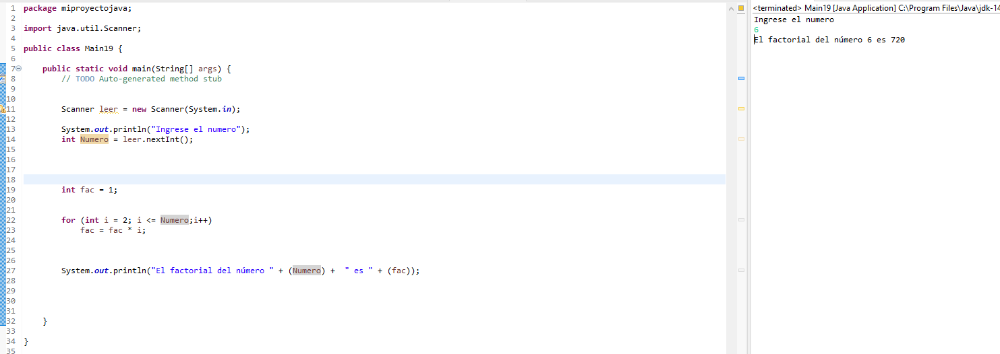 1 package miproyectojava;
2
3 import java.util.Scanner;
4
5 public class Main19 {
6
7 public static void main(String[] args) {
8 // TODO Auto-generated method stub
9
10
11 Scanner leer = new Scanner(System.in);
12
13 System.out.println("Ingrese el numero");
14 int Numero = leer.nextInt();
15
16
17
18
19 int fac = 1;
20
21
22 for (int i = 2; i <= Numero;i++)
23 fac = fac * i;
24
25
26
27 System.out.println("El factorial del número " + (Numero) +  " es " + (fac));
28
29
30
31
32 }
33
34 }
35
<terminated> Main19 [Java Application] C:\Program Files\Java\jdk-14
Ingrese el numero
6
El factorial del número 6 es 720